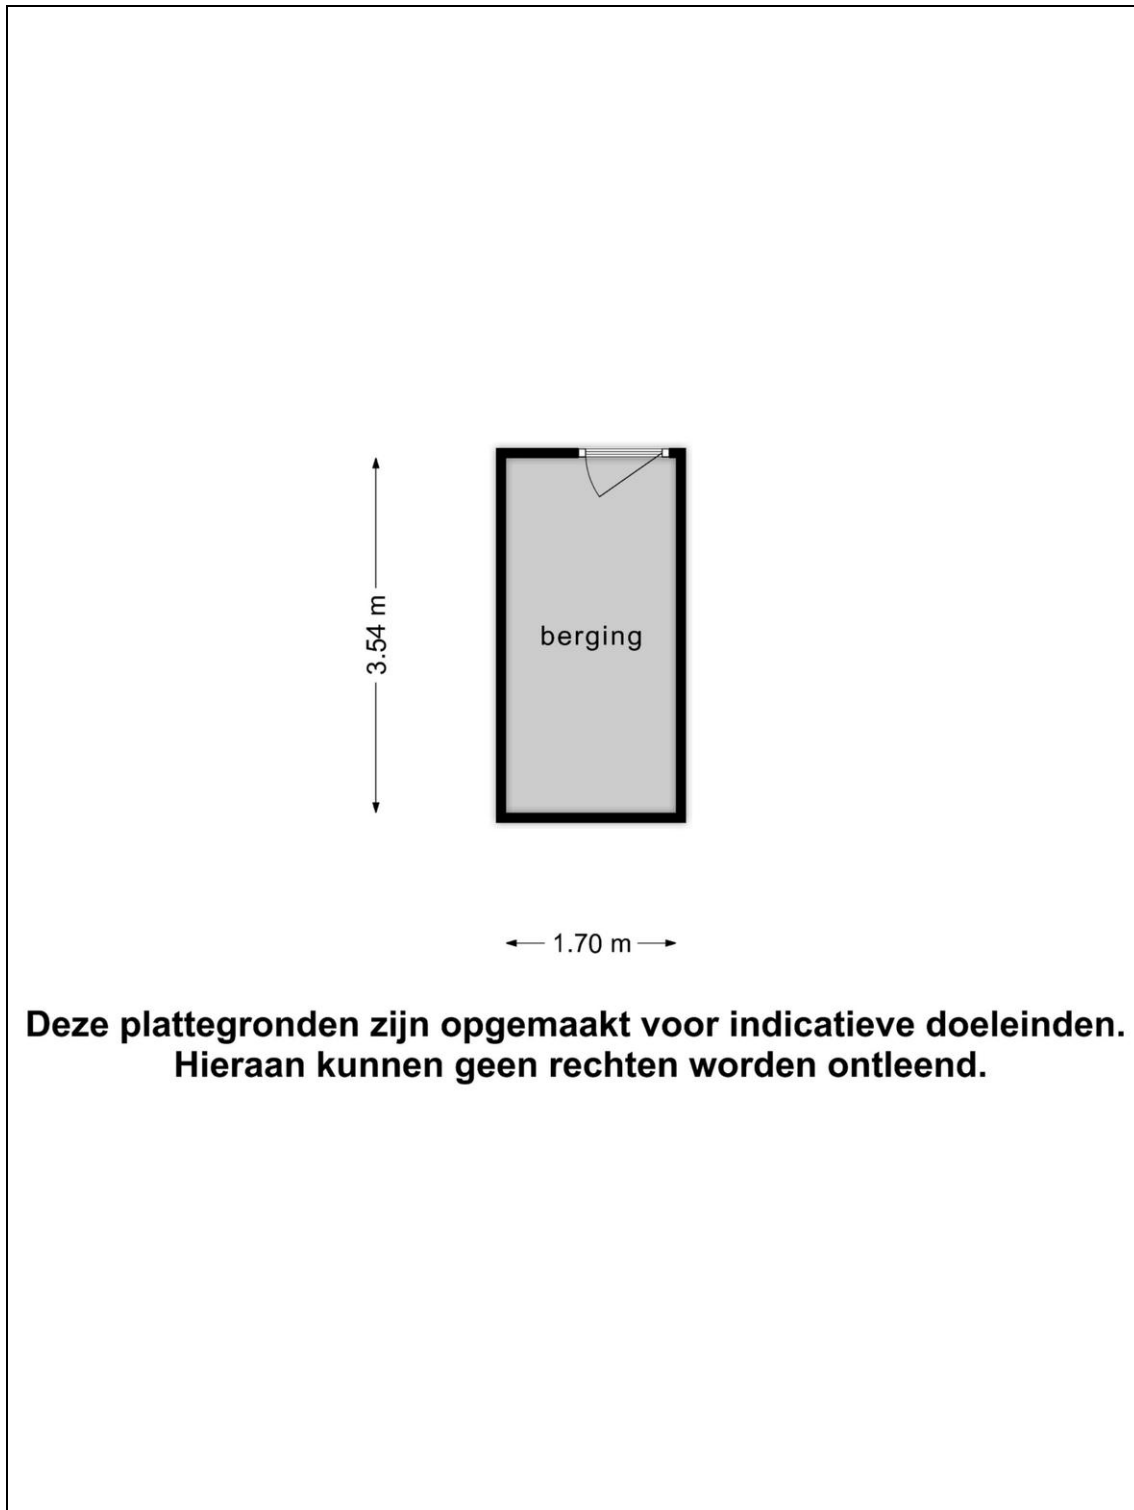 3.54 m
berging
1.70 m
Deze plattegronden zijn opgemaakt voor indicatieve doeleinden.
Hieraan kunnen geen rechten worden ontleend.